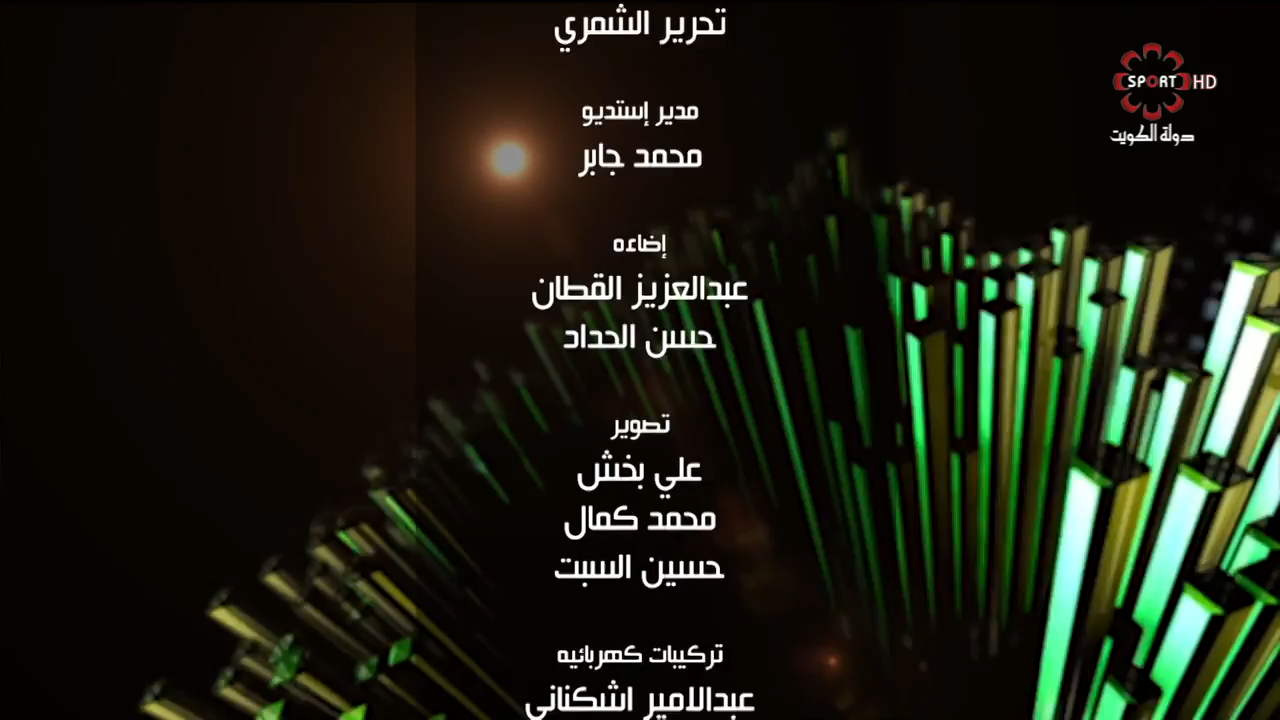 تحرير الشمري
مدير إستديو
محمد جابر
إضاءه
عبدالعزيز القطان
حسن الحداد
تصوير
علي بخش
محمد كمال
حسين السبت
تركيبات كهربائيه
عبدالامير اشكناني
SPORT HD
دولة الكويت